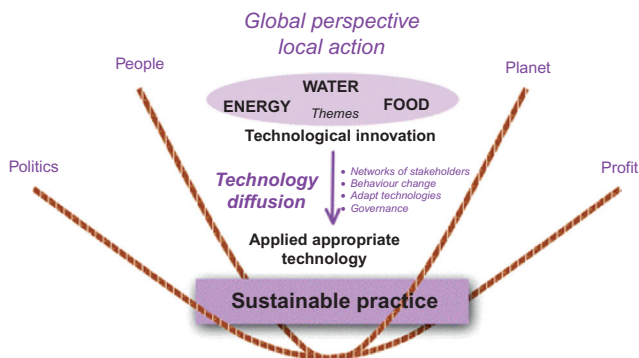 Global perspective
local action
People
Planet
WATER
ENERGY
FOOD
Themes
Technological innovation
Politics
Profit
Technology
diffusion
• Networks of stakeholders
• Behaviour change
• Adapt technologies
• Governance
Applied appropriate
technology
Sustainable practice